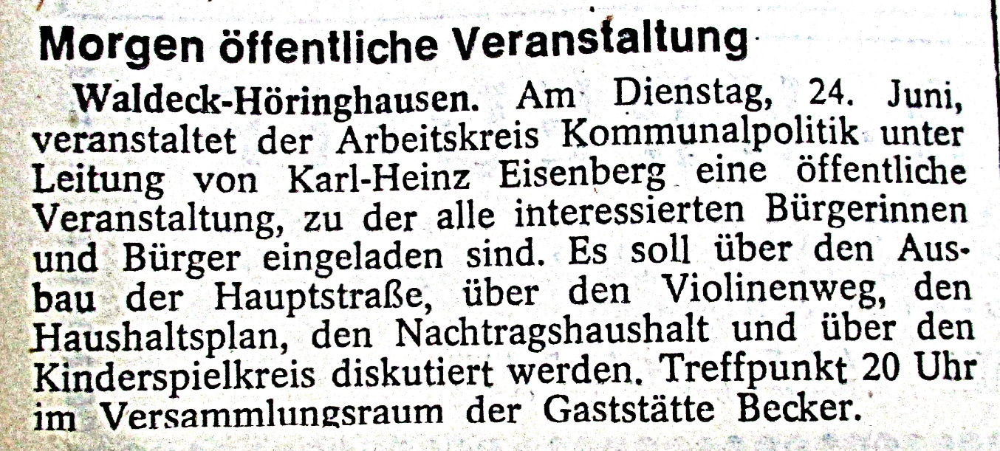 Morgen öffentliche Veranstaltung
Waldeck-Höringhausen. Am Dienstag, 24. Juni,
veranstaltet der Arbeitskreis Kommunalpolitik unter
Leitung von Karl-Heinz Eisenberg eine öffentliche
Veranstaltung, zu der alle interessierten Bürgerinnen
und Bürger eingeladen sind. Es soll über den Aus-
bau der Hauptstraße, über den Violinenweg, den
Haushaltsplan, den Nachtragshaushalt und über den
Kinderspielkreis diskutiert werden. Treffpunkt 20 Uhr
im Versammlungsraum der Gaststätte Becker.